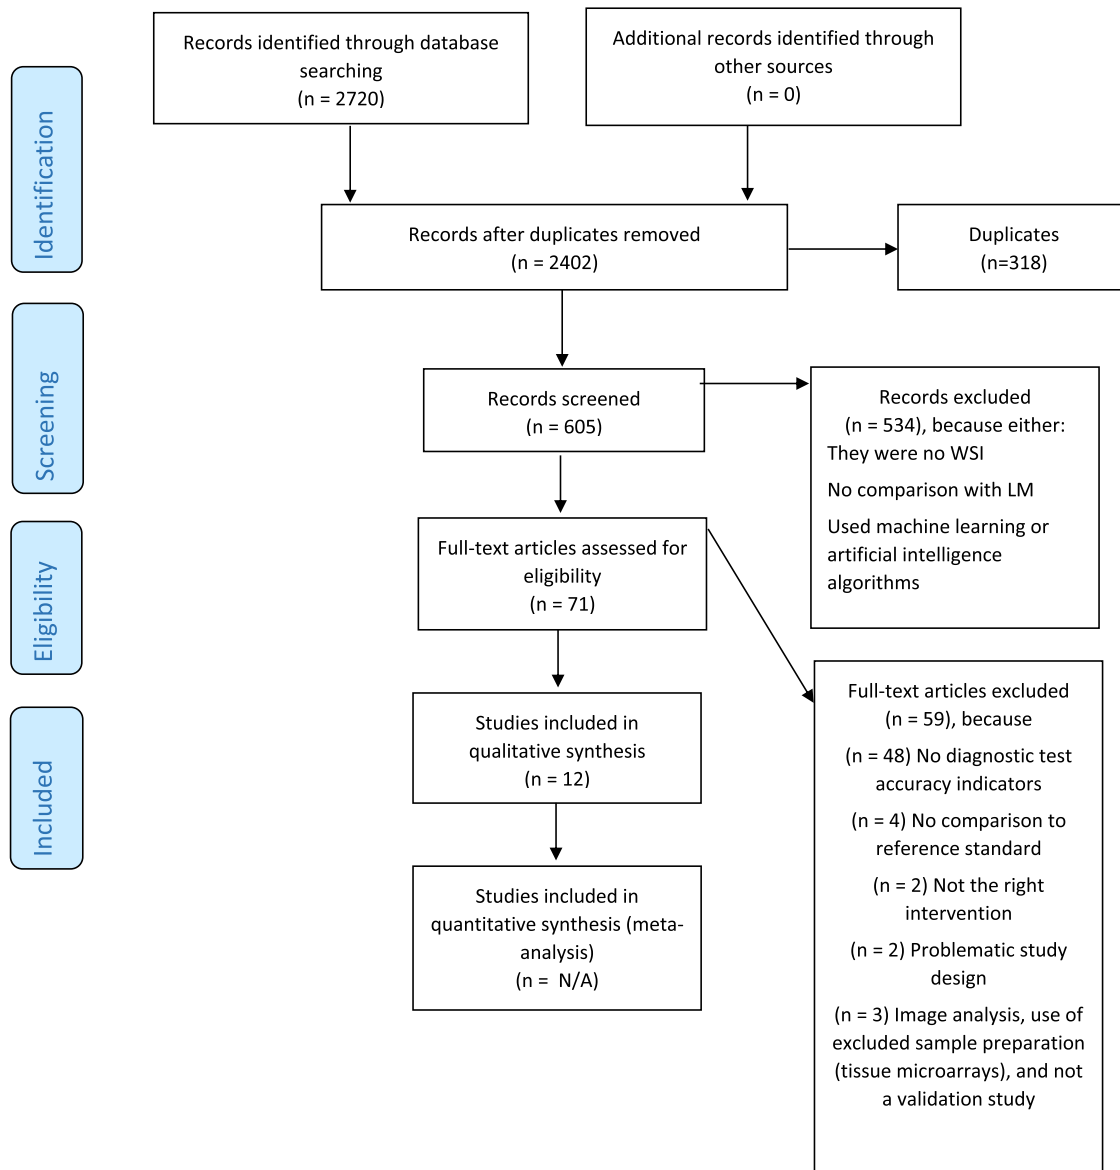 Records identified through database
searching
(n = 2720)
Additional records identified through
other sources
(n = 0)
Identification
Records after duplicates removed
(n = 2402)
Duplicates
(n=318)
Screening
Records screened
(n = 605)
Records excluded
(n = 534), because either:
They were no WSI
No comparison with LM
Used machine learning or
artificial intelligence
algorithms
Eligibility
Full-text articles assessed for
eligibility
(n = 71)
Full-text articles excluded
(n = 59), because
(n = 48) No diagnostic test
accuracy indicators
(n = 4) No comparison to
reference standard
(n = 2) Not the right
intervention
(n = 2) Problematic study
design
(n = 3) Image analysis, use of
excluded sample preparation
(tissue microarrays), and not
a validation study
Included
Studies included in
qualitative synthesis
(n = 12)
Studies included in
quantitative synthesis (meta-
analysis)
(n =  N/A)